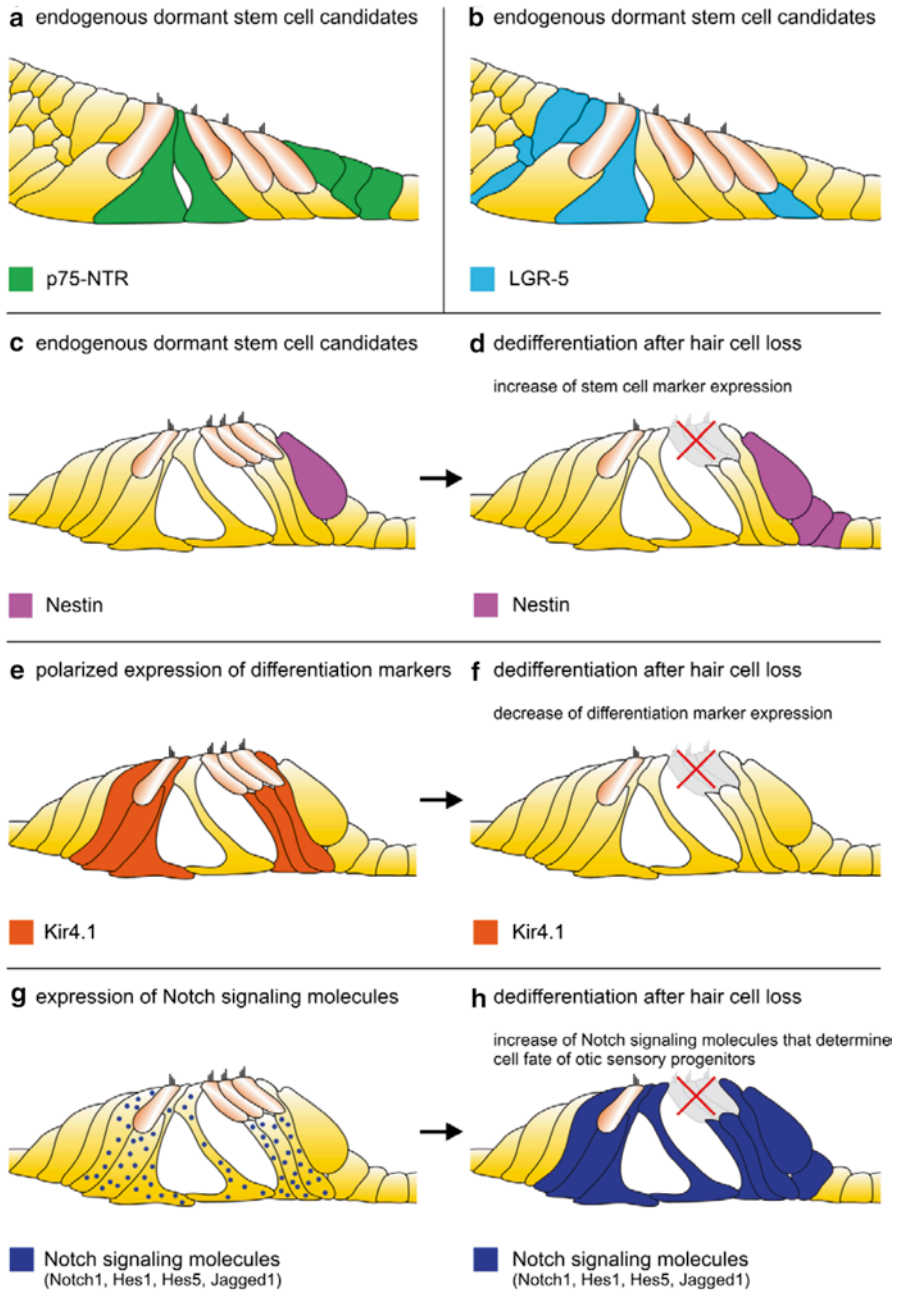 a endogenous dormant stem cell candidates
b endogenous dormant stem cell candidates
p75-NTR
LGR-5
c endogenous dormant stem cell candidates
d dedifferentiation after hair cell loss
increase of stem cell marker expression
Nestin
Nestin
e polarized expression of differentiation markers
f dedifferentiation after hair cell loss
decrease of differentiation marker expression
Kir4.1
Kir4.1
g expression of Notch signaling molecules
h dedifferentiation after hair cell loss
increase of Notch signaling molecules that determine
cell fate of otic sensory progenitors
Notch signaling molecules
(Notch1, Hes1, Hes5, Jagged1)
Notch signaling molecules
(Notch1, Hes1, Hes5, Jagged1)